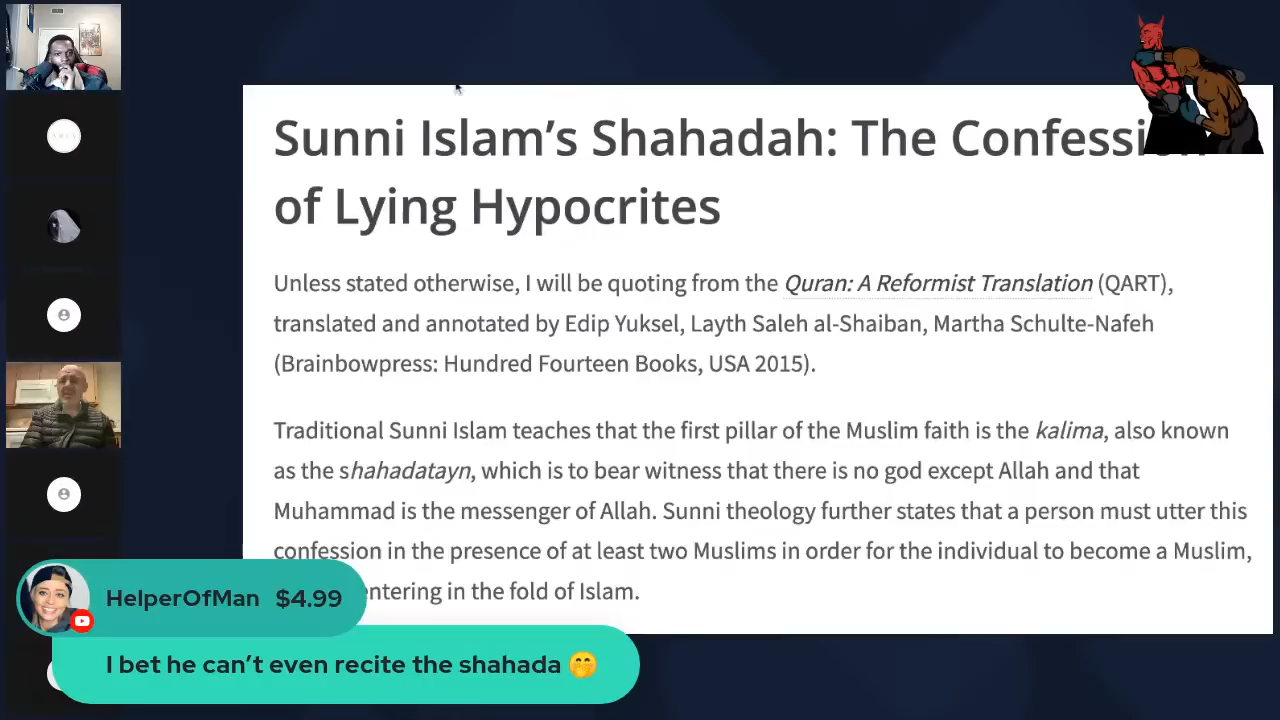 Sunni Islam’s Shahadah: The Confession
of Lying Hypocrites
Unless stated otherwise, I will be quoting from the Quran: A Reformist Translation (QART),
translated and annotated by Edip Yuksel, Layth Saleh al-Shaiban, Martha Schulte-Nafeh
(Brainbowpress: Hundred Fourteen Books, USA 2015).
Traditional Sunni Islam teaches that the first pillar of the Muslim faith is the kalima, also known
as the shahadatayn, which is to bear witness that there is no god except Allah and that
Muhammad is the messenger of Allah. Sunni theology further states that a person must utter this
confession in the presence of at least two Muslims in order for the individual to become a Muslim,
entering in the fold of Islam.
HelperOfMan $4.99
I bet he can’t even recite the shahada 🤭